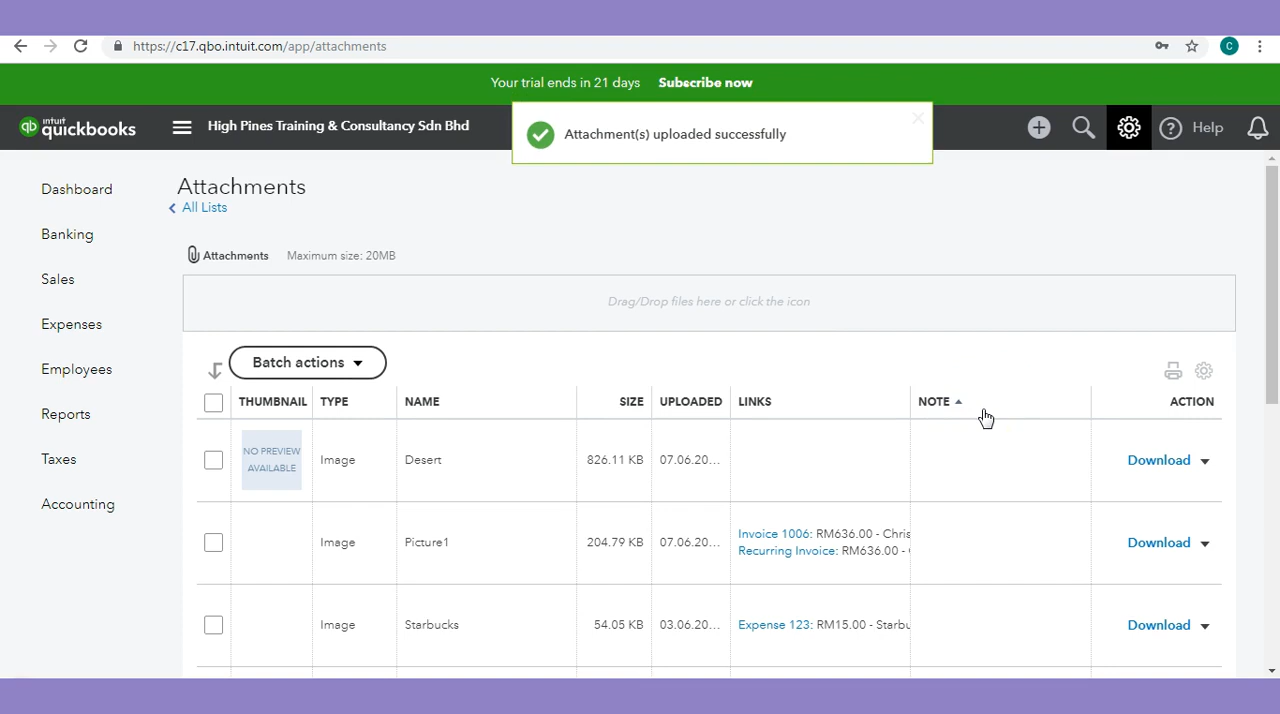 https://c17.qbo.intuit.com/app/attachments
C
Your trial ends in 21 days Subscribe now
qb intuit quickbooks
High Pines Training & Consultancy Sdn Bhd
Attachment(s) uploaded successfully
Help
Dashboard
Banking
Sales
Expenses
Employees
Reports
Taxes
Accounting
Attachments
All Lists
Attachments Maximum size: 20MB
Drag/Drop files here or click the icon
Batch actions
THUMBNAIL TYPE NAME SIZE UPLOADED LINKS NOTE ACTION
NO PREVIEW
AVAILABLE
Image Desert 826.11 KB 07.06.20... Download
Image Picture1 204.79 KB 07.06.20... Invoice 1006: RM636.00 - Chris Download
Recurring Invoice: RM636.00 -
Image Starbucks 54.05 KB 03.06.20... Expense 123: RM15.00 - Starbu Download